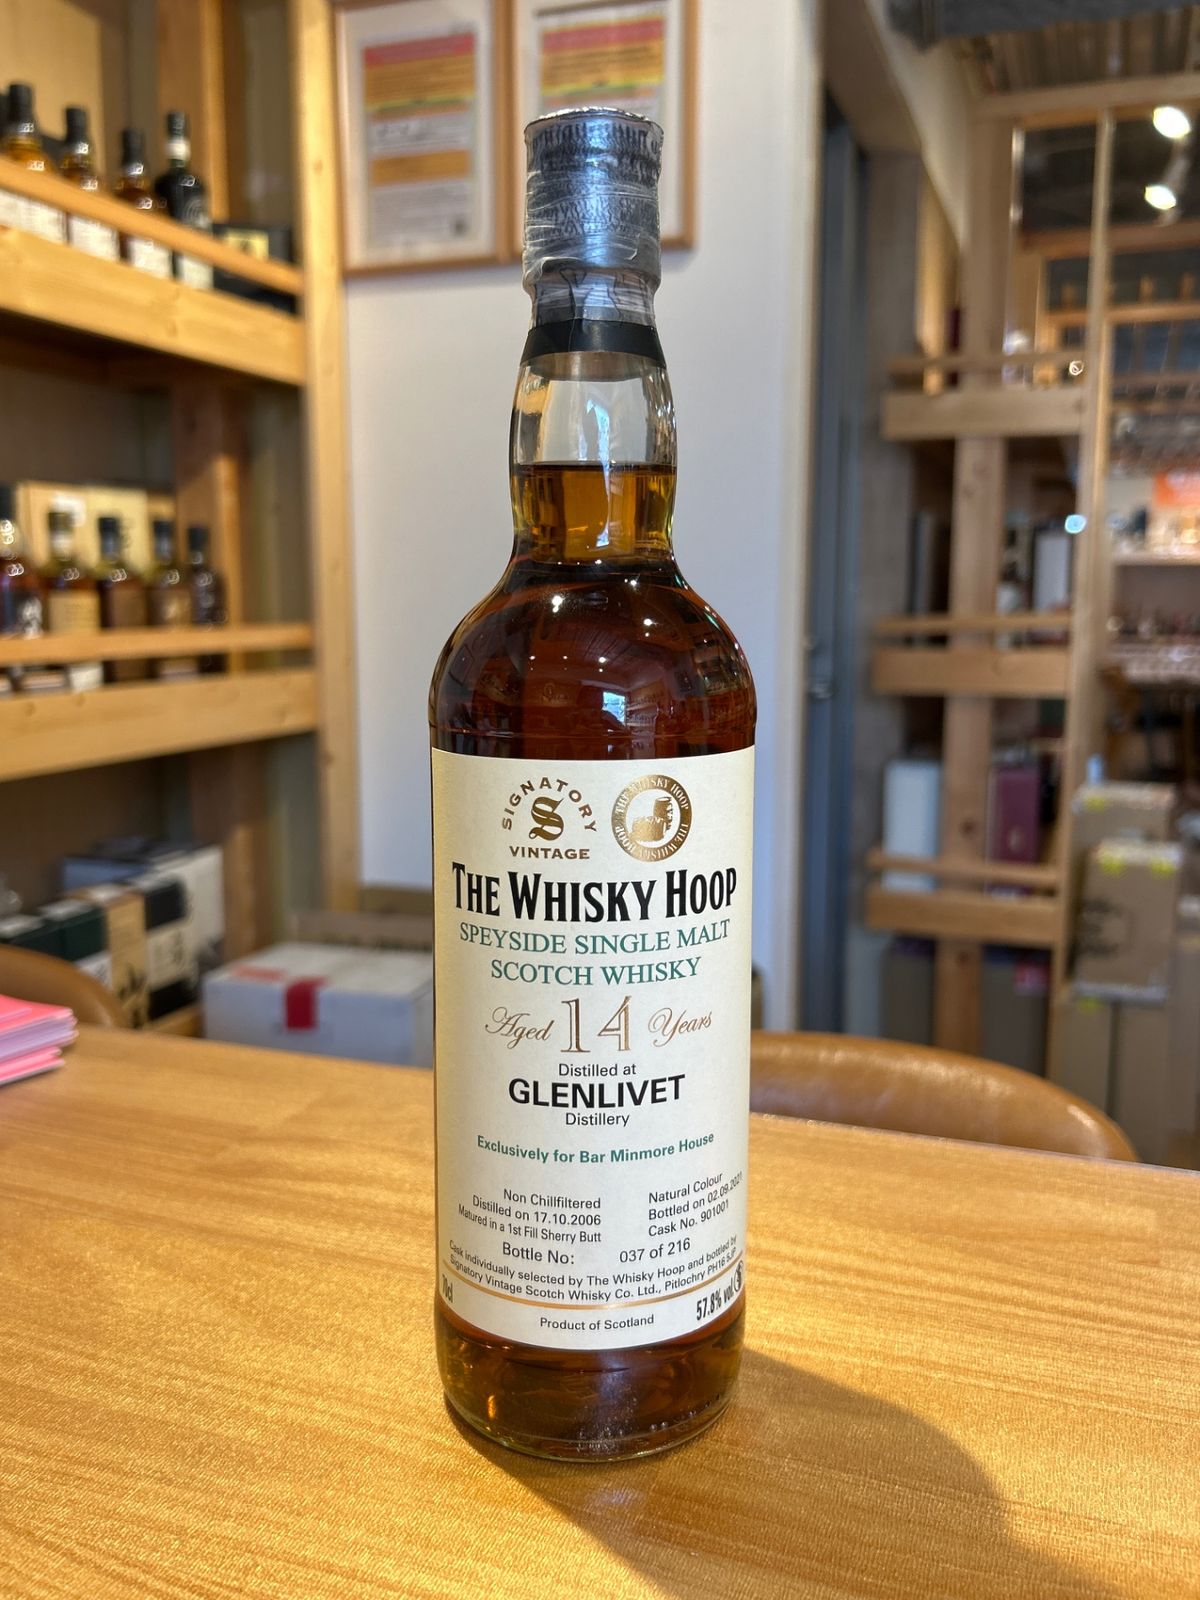 SIGNATORY
S
VINTAGE
THE WHISKY HOOP THE WHISKY HOOP
THE WHISKY HOOP
SPEYSIDE SINGLE MALT
SCOTCH WHISKY
Aged 14 Years
Distilled at
GLENLIVET
Distillery
Exclusively for Bar Minmore House
Non Chillfiltered
Distilled on 17.10.2006
Matured in a 1st Fill Sherry Butt
Natural Colour
Bottled on 02.09.2021
Cask No. 901001
Bottle No: 037 of 216
Cask individually selected by The Whisky Hoop and bottled by
Signatory Vintage Scotch Whisky Co. Ltd., Pitlochry PH16 5JP
70cl
57.8% vol
Product of Scotland